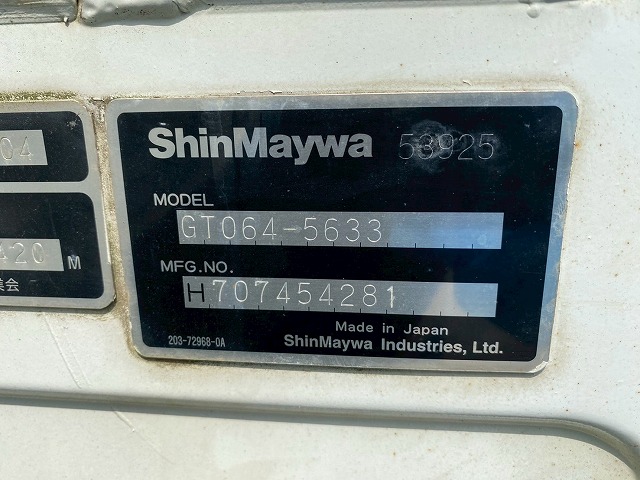 ShinMaywa 53925
MODEL
GT064-5633
MFG.NO.
H707454281
Made in Japan
203-72968-0A
ShinMaywa Industries, Ltd.
04
420 M
会